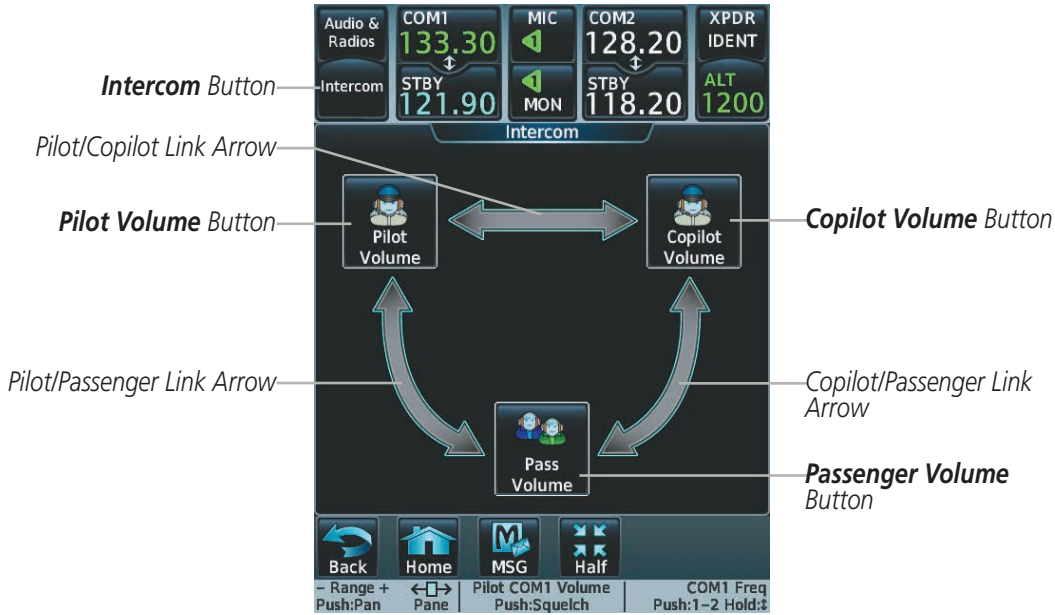 Audio & Radios
COM1
133.30
MIC
1
COM2
128.20
XPDR
IDENT
Intercom Button
Intercom
STBY
121.90
1
MON
STBY
118.20
ALT
1200
Intercom
Pilot/Copilot Link Arrow
Pilot Volume Button
Pilot
Volume
Copilot
Volume
Copilot Volume Button
Pilot/Passenger Link Arrow
Copilot/Passenger Link
Arrow
Pass
Volume
Passenger Volume
Button
Back
Home
M
MSG
Half
– Range +
Push:Pan
Pane
Pilot COM1 Volume
Push:Squelch
COM1 Freq
Push:1–2 Hold:↕